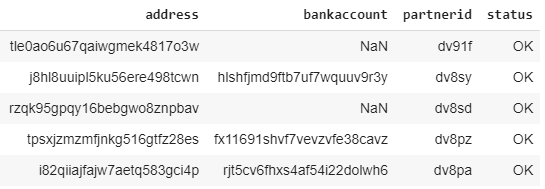 address bankaccount partnerid status
tle0ao6u67qaiwgmek4817o3w NaN dv91f OK
j8hl8uuipl5ku56ere498tcwn hlshfjmd9ftb7uf7wquuv9r3y dv8sy OK
rzqk95gpqy16bebgwo8znpbav NaN dv8sd OK
tpsxjzmzmfjnkg516gtfz28es fx11691shvf7vevzvfe38cavz dv8pz OK
i82qiiajfajw7aetq583gci4p rjt5cv6fhxs4af54i22dolwh6 dv8pa OK